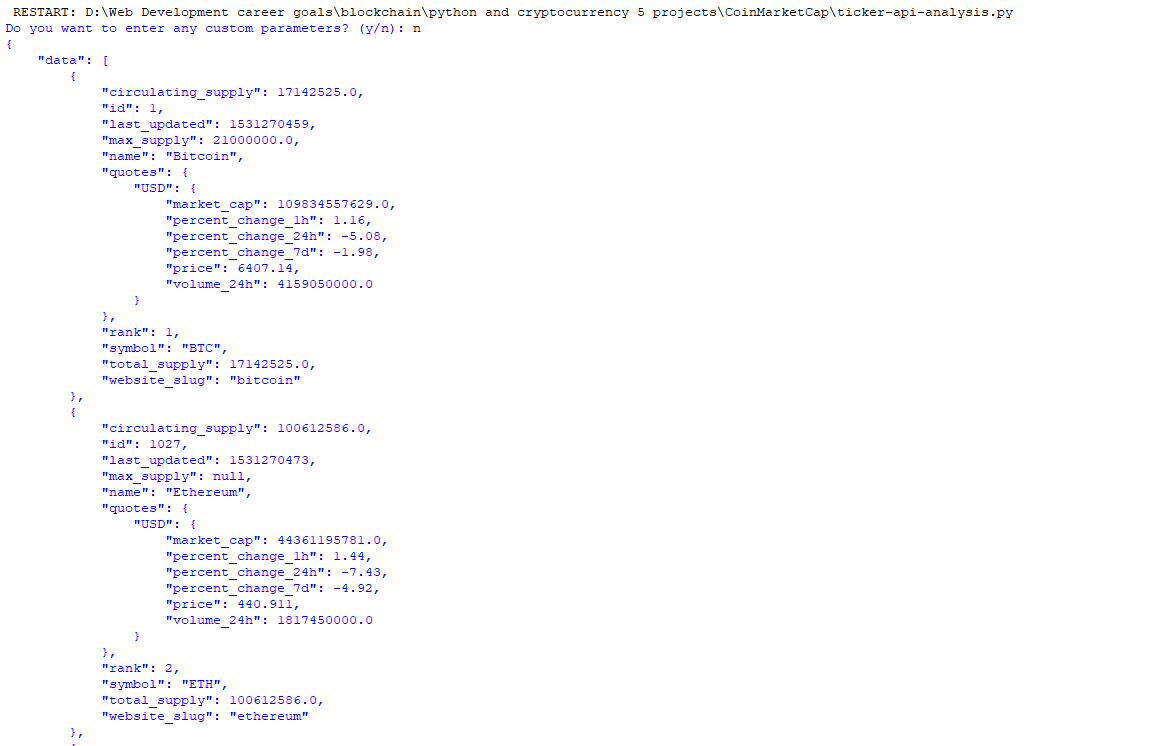 RESTART: D:\Web Development career goals\blockchain\python and cryptocurrency 5 projects\CoinMarketCap\ticker-api-analysis.py
Do you want to enter any custom parameters? (y/n): n
{
    "data": [
        {
            "circulating_supply": 17142525.0,
            "id": 1,
            "last_updated": 1531270459,
            "max_supply": 21000000.0,
            "name": "Bitcoin",
            "quotes": {
                "USD": {
                    "market_cap": 109834557629.0,
                    "percent_change_1h": 1.16,
                    "percent_change_24h": -5.08,
                    "percent_change_7d": -1.98,
                    "price": 6407.14,
                    "volume_24h": 4159050000.0
                }
            },
            "rank": 1,
            "symbol": "BTC",
            "total_supply": 17142525.0,
            "website_slug": "bitcoin"
        },
        {
            "circulating_supply": 100612586.0,
            "id": 1027,
            "last_updated": 1531270473,
            "max_supply": null,
            "name": "Ethereum",
            "quotes": {
                "USD": {
                    "market_cap": 44361195781.0,
                    "percent_change_1h": 1.44,
                    "percent_change_24h": -7.43,
                    "percent_change_7d": -4.92,
                    "price": 440.911,
                    "volume_24h": 1817450000.0
                }
            },
            "rank": 2,
            "symbol": "ETH",
            "total_supply": 100612586.0,
            "website_slug": "ethereum"
        },